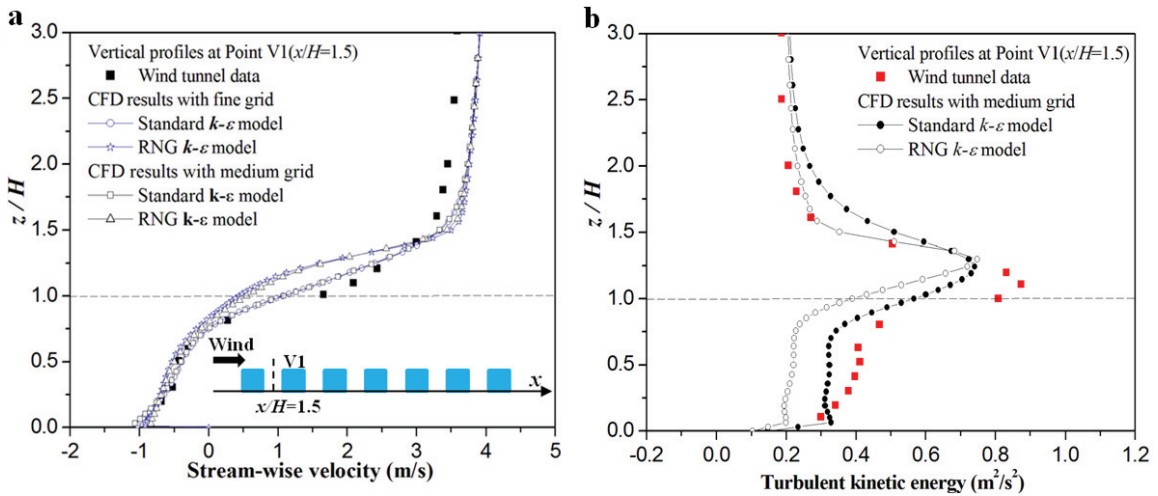 a
3.0
2.5
2.0
1.5
1.0
0.5
0.0
z / H
Vertical profiles at Point V1(x/H=1.5)
Wind tunnel data
CFD results with fine grid
Standard k-ε model
RNG k-ε model
CFD results with medium grid
Standard k-ε model
RNG k-ε model
Wind
V1
x
x/H=1.5
-2 -1 0 1 2 3 4 5
Stream-wise velocity (m/s)
b
3.0
2.5
2.0
1.5
1.0
0.5
0.0
z / H
Vertical profiles at Point V1(x/H=1.5)
Wind tunnel data
CFD results with medium grid
Standard k-ε model
RNG k-ε model
-0.2 0.0 0.2 0.4 0.6 0.8 1.0 1.2
Turbulent kinetic energy (m²/s²)